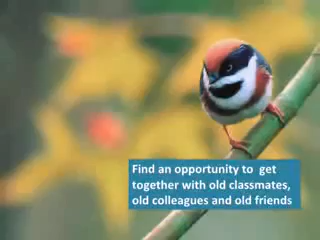 Find an opportunity to get
together with old classmates,
old colleagues and old friends